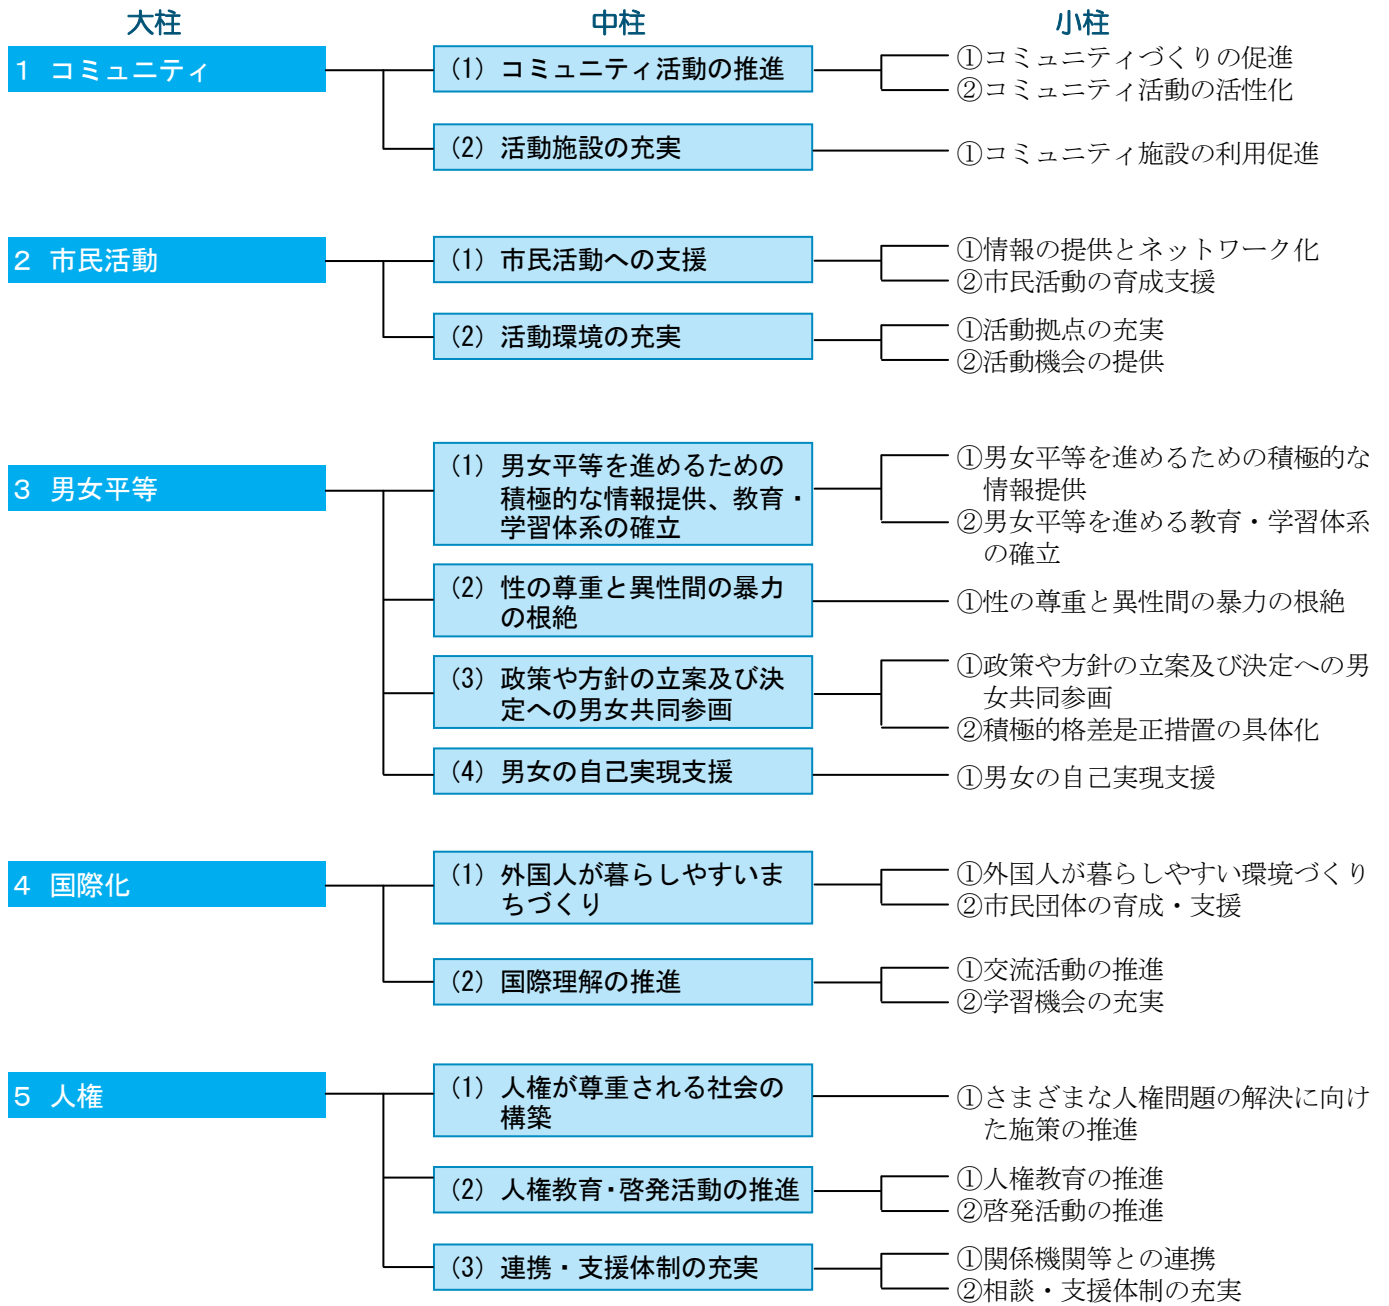 大柱
中柱
小柱
1 コミュニティ
(1) コミュニティ活動の推進
①コミュニティづくりの促進
②コミュニティ活動の活性化
(2) 活動施設の充実
①コミュニティ施設の利用促進
2 市民活動
(1) 市民活動への支援
①情報の提供とネットワーク化
②市民活動の育成支援
(2) 活動環境の充実
①活動拠点の充実
②活動機会の提供
3 男女平等
(1) 男女平等を進めるための
積極的な情報提供、教育・
学習体系の確立
①男女平等を進めるための積極的な
情報提供
②男女平等を進める教育・学習体系
の確立
(2) 性の尊重と異性間の暴力
の根絶
①性の尊重と異性間の暴力の根絶
(3) 政策や方針の立案及び決
定への男女共同参画
①政策や方針の立案及び決定への男
女共同参画
②積極的格差是正措置の具体化
(4) 男女の自己実現支援
①男女の自己実現支援
4 国際化
(1) 外国人が暮らしやすいま
ちづくり
①外国人が暮らしやすい環境づくり
②市民団体の育成・支援
(2) 国際理解の推進
①交流活動の推進
②学習機会の充実
5 人権
(1) 人権が尊重される社会の
構築
①さまざまな人権問題の解決に向け
た施策の推進
(2) 人権教育・啓発活動の推進
①人権教育の推進
②啓発活動の推進
(3) 連携・支援体制の充実
①関係機関等との連携
②相談・支援体制の充実